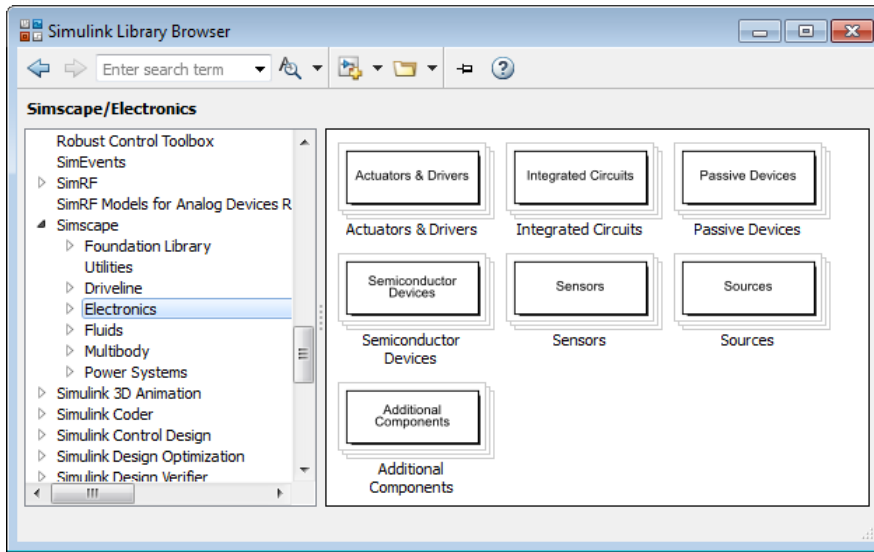 Simulink Library Browser
Enter search term
Simscape/Electronics
Robust Control Toolbox
SimEvents
SimRF
SimRF Models for Analog Devices R
Simscape
Foundation Library
Utilities
Driveline
Electronics
Fluids
Multibody
Power Systems
Simulink 3D Animation
Simulink Coder
Simulink Control Design
Simulink Design Optimization
Simulink Design Verifier
Actuators & Drivers
Integrated Circuits
Passive Devices
Actuators & Drivers
Integrated Circuits
Passive Devices
Semiconductor
Devices
Sensors
Sources
Semiconductor
Devices
Sensors
Sources
Additional
Components
Additional
Components